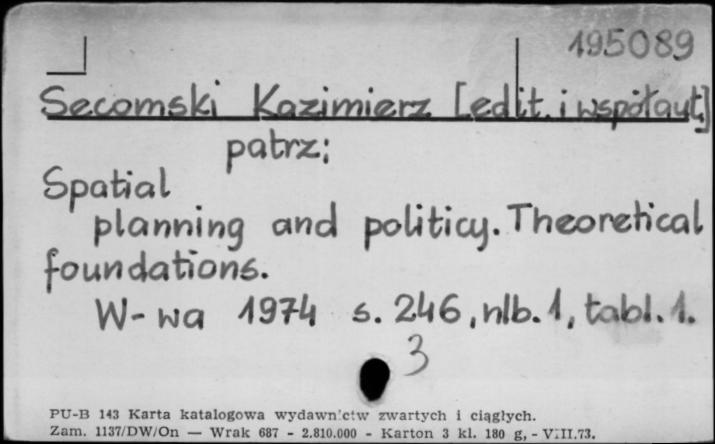 195089
Secomski Kazimierz [edit. i współaut.]
patrz:
Spatial
planning and politicy. Theoretical
foundations.
W-wa 1974 s. 246, nlb. 1, tabl. 1.
3
PU-B 143 Karta katalogowa wydawnictw zwartych i ciągłych.
Zam. 1137/DW/On — Wrak 687 - 2.810.000 - Karton 3 kl. 180 g, - VIII.73.